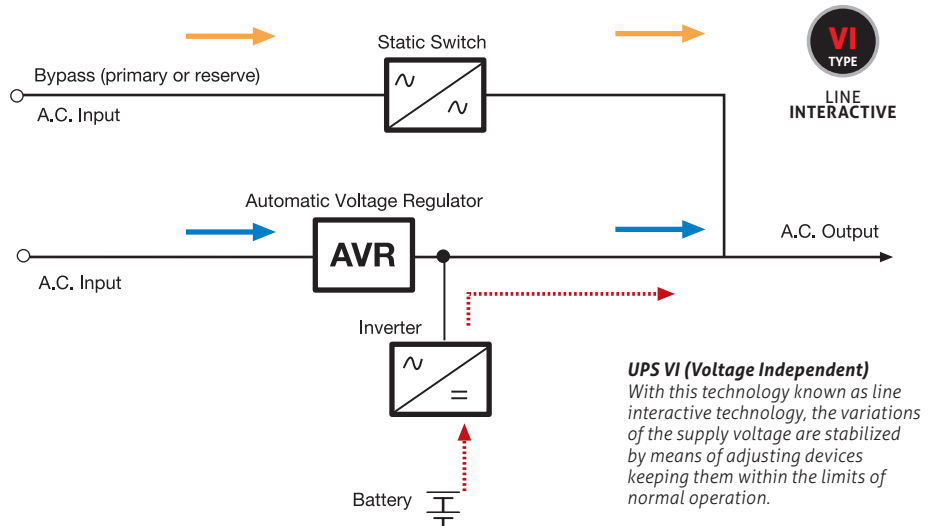 Static Switch
VI
TYPE
LINE
INTERACTIVE
Bypass (primary or reserve)
A.C. Input
Automatic Voltage Regulator
AVR
A.C. Output
A.C. Input
Inverter
Battery
UPS VI (Voltage Independent)
With this technology known as line
interactive technology, the variations
of the supply voltage are stabilized
by means of adjusting devices
keeping them within the limits of
normal operation.